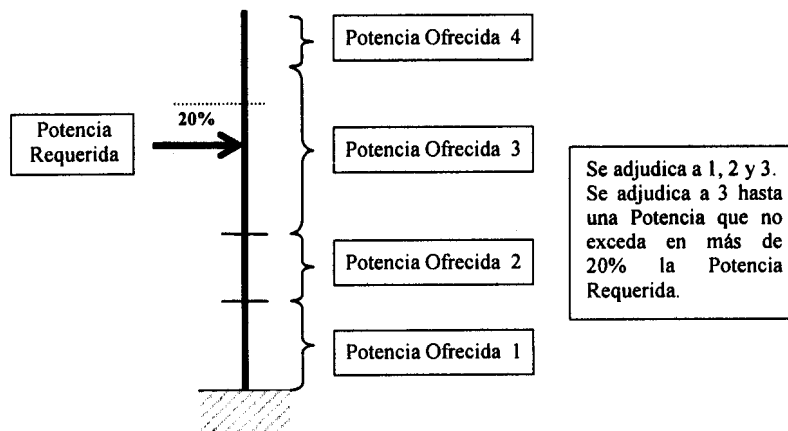 Potencia Ofrecida 4
20%
Potencia
Requerida
Potencia Ofrecida 3
Se adjudica a 1, 2 y 3.
Se adjudica a 3 hasta
una Potencia que no
exceda en más de
20% la Potencia
Requerida.
Potencia Ofrecida 2
Potencia Ofrecida 1